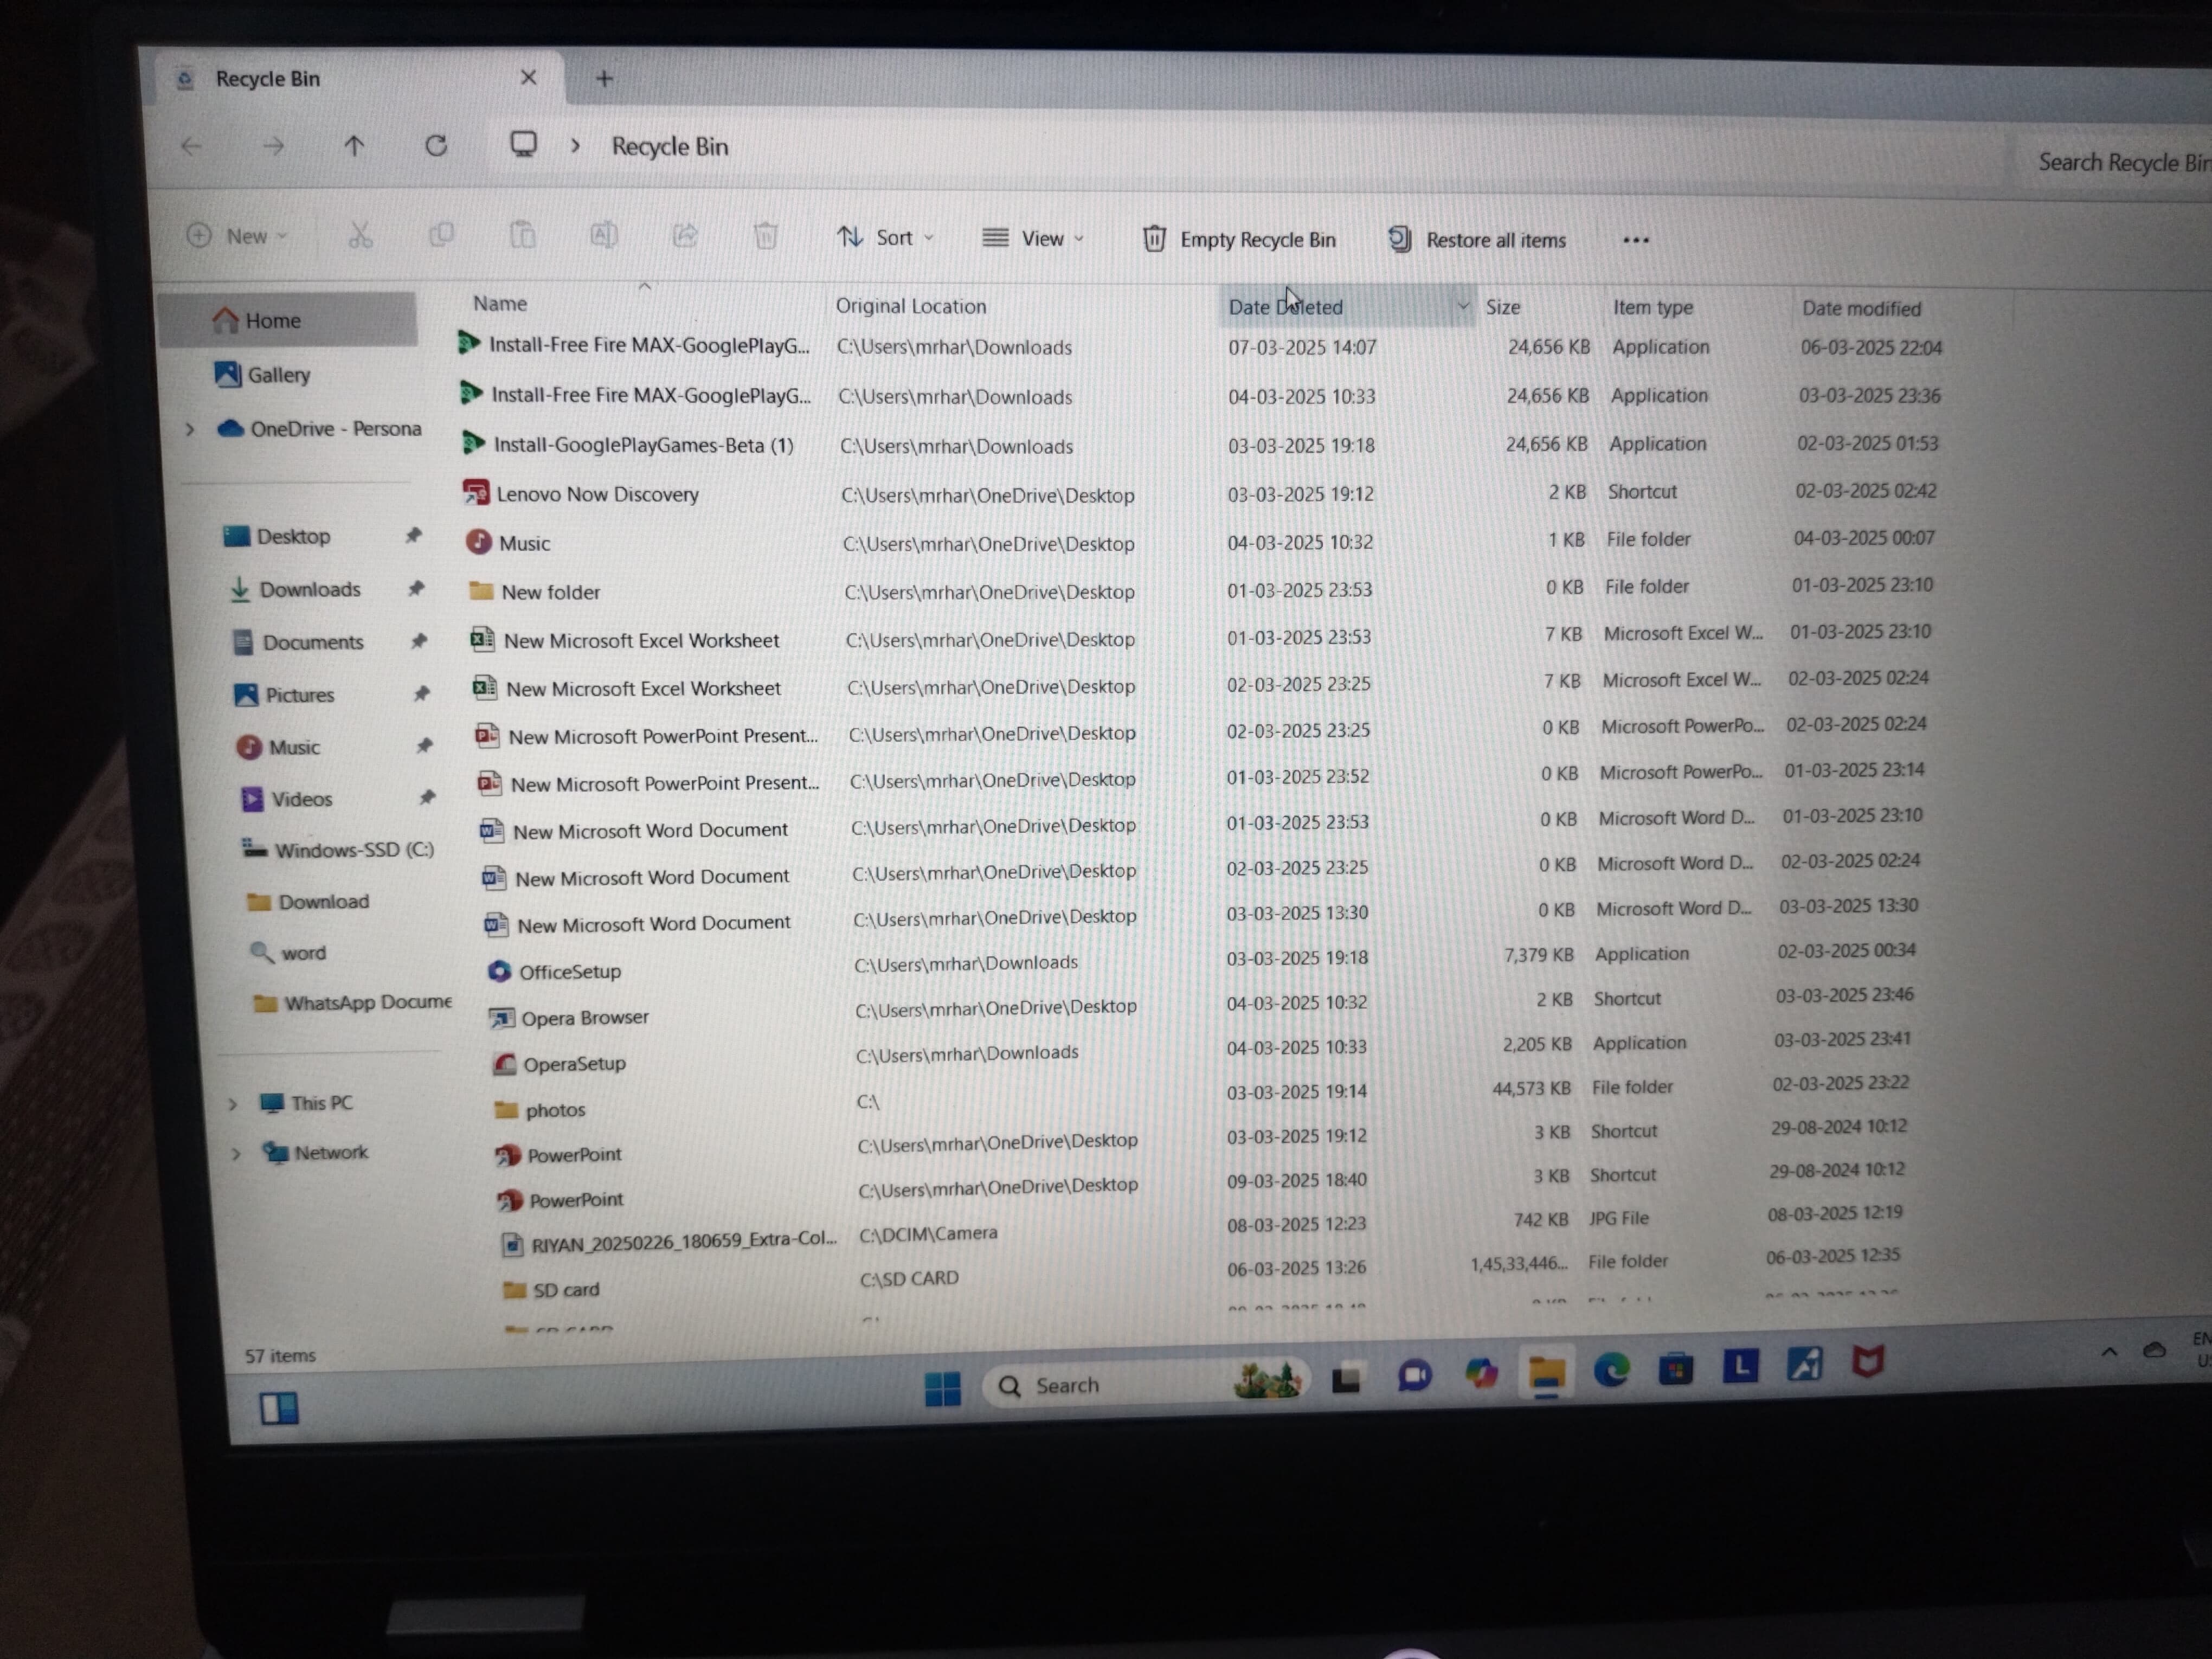 Recycle Bin
Recycle Bin
Search Recycle Bin
New
Sort
View
Empty Recycle Bin
Restore all items
Name Original Location Date Deleted Size Item type Date modified
Install-Free Fire MAX-GooglePlayG... C:\Users\mrhar\Downloads 07-03-2025 14:07 24,656 KB Application 06-03-2025 22:04
Install-Free Fire MAX-GooglePlayG... C:\Users\mrhar\Downloads 04-03-2025 10:33 24,656 KB Application 03-03-2025 23:36
Install-GooglePlayGames-Beta (1) C:\Users\mrhar\Downloads 03-03-2025 19:18 24,656 KB Application 02-03-2025 01:53
Lenovo Now Discovery C:\Users\mrhar\OneDrive\Desktop 03-03-2025 19:12 2 KB Shortcut 02-03-2025 02:42
Music C:\Users\mrhar\OneDrive\Desktop 04-03-2025 10:32 1 KB File folder 04-03-2025 00:07
New folder C:\Users\mrhar\OneDrive\Desktop 01-03-2025 23:53 0 KB File folder 01-03-2025 23:10
New Microsoft Excel Worksheet C:\Users\mrhar\OneDrive\Desktop 01-03-2025 23:53 7 KB Microsoft Excel W... 01-03-2025 23:10
New Microsoft Excel Worksheet C:\Users\mrhar\OneDrive\Desktop 02-03-2025 23:25 7 KB Microsoft Excel W... 02-03-2025 02:24
New Microsoft PowerPoint Present... C:\Users\mrhar\OneDrive\Desktop 02-03-2025 23:25 0 KB Microsoft PowerPo... 02-03-2025 02:24
New Microsoft PowerPoint Present... C:\Users\mrhar\OneDrive\Desktop 01-03-2025 23:52 0 KB Microsoft PowerPo... 01-03-2025 23:14
New Microsoft Word Document C:\Users\mrhar\OneDrive\Desktop 01-03-2025 23:53 0 KB Microsoft Word D... 01-03-2025 23:10
New Microsoft Word Document C:\Users\mrhar\OneDrive\Desktop 02-03-2025 23:25 0 KB Microsoft Word D... 02-03-2025 02:24
New Microsoft Word Document C:\Users\mrhar\OneDrive\Desktop 03-03-2025 13:30 0 KB Microsoft Word D... 03-03-2025 13:30
OfficeSetup C:\Users\mrhar\Downloads 03-03-2025 19:18 7,379 KB Application 02-03-2025 00:34
Opera Browser C:\Users\mrhar\OneDrive\Desktop 04-03-2025 10:32 2 KB Shortcut 03-03-2025 23:46
OperaSetup C:\Users\mrhar\Downloads 04-03-2025 10:33 2,205 KB Application 03-03-2025 23:41
photos C:\ 03-03-2025 19:14 44,573 KB File folder 02-03-2025 23:22
PowerPoint C:\Users\mrhar\OneDrive\Desktop 03-03-2025 19:12 3 KB Shortcut 29-08-2024 10:12
PowerPoint C:\Users\mrhar\OneDrive\Desktop 09-03-2025 18:40 3 KB Shortcut 29-08-2024 10:12
RIYAN_20250226_180659_Extra-Col... C:\DCIM\Camera 08-03-2025 12:23 742 KB JPG File 08-03-2025 12:19
SD card C:\SD CARD 06-03-2025 13:26 1,45,33,446... File folder 06-03-2025 12:35
Home
Gallery
OneDrive - Persona
Desktop
Downloads
Documents
Pictures
Music
Videos
Windows-SSD (C:)
Download
word
WhatsApp Docume
This PC
Network
57 items
Search
EN